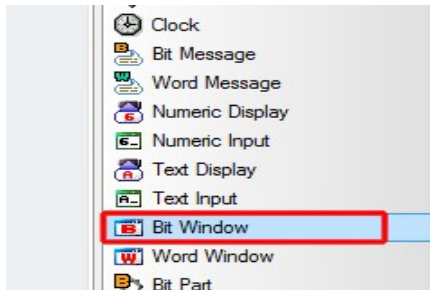 Clock
Bit Message
Word Message
Numeric Display
Numeric Input
Text Display
Text Input
Bit Window
Word Window
Bit Part